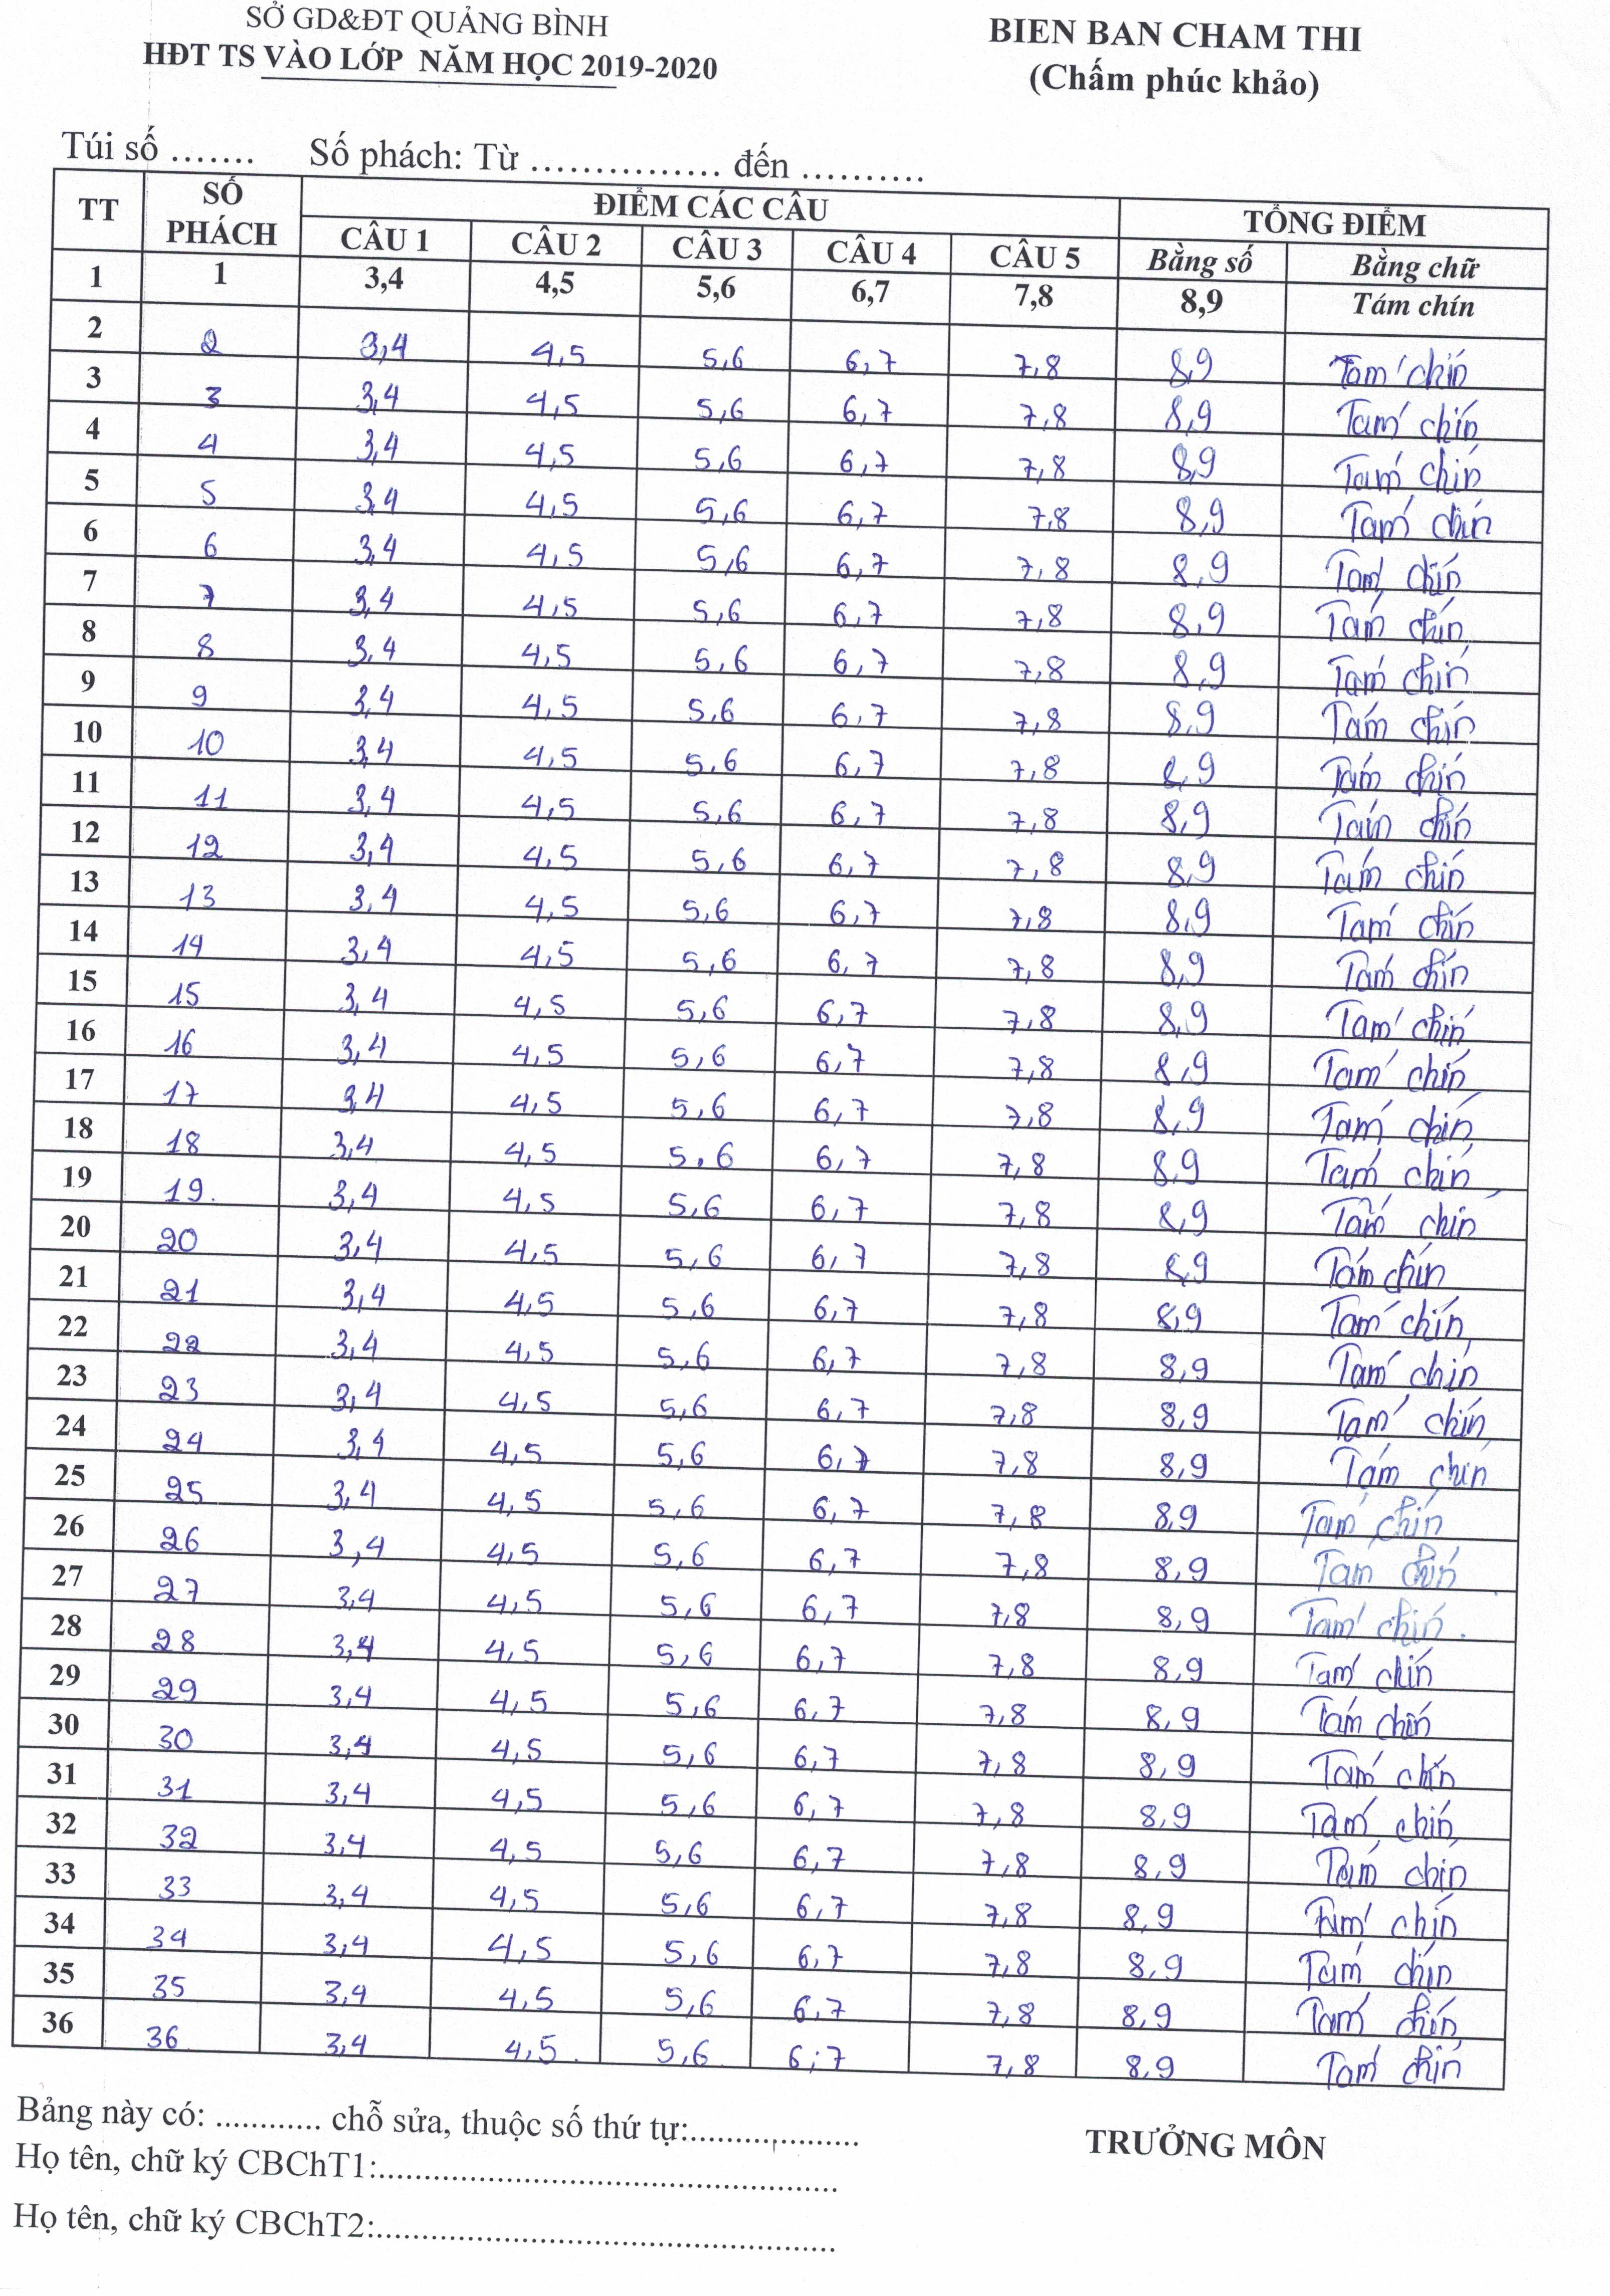 SỞ GD&ĐT QUẢNG BÌNH
HĐT TS VÀO LỚP NĂM HỌC 2019-2020
BIEN BAN CHAM THI
(Chấm phúc khảo)
Túi số ....... Số phách: Từ ................ đến ..........
TT SỐ PHÁCH ĐIỂM CÁC CÂU TỔNG ĐIỂM
CÂU 1 CÂU 2 CÂU 3 CÂU 4 CÂU 5 Bằng số Bằng chữ
1 1 3,4 4,5 5,6 6,7 7,8 8,9 Tám chín
2 2 3,4 4,5 5,6 6,7 7,8 8,9 Tám chín
3 3 3,4 4,5 5,6 6,7 7,8 8,9 Tám chín
4 4 3,4 4,5 5,6 6,7 7,8 8,9 Tám chín
5 5 3,4 4,5 5,6 6,7 7,8 8,9 Tám chín
6 6 3,4 4,5 5,6 6,7 7,8 8,9 Tám chín
7 7 3,4 4,5 5,6 6,7 7,8 8,9 Tám chín
8 8 3,4 4,5 5,6 6,7 7,8 8,9 Tám chín
9 9 3,4 4,5 5,6 6,7 7,8 8,9 Tám chín
10 10 3,4 4,5 5,6 6,7 7,8 8,9 Tám chín
11 11 3,4 4,5 5,6 6,7 7,8 8,9 Tám chín
12 12 3,4 4,5 5,6 6,7 7,8 8,9 Tám chín
13 13 3,4 4,5 5,6 6,7 7,8 8,9 Tám chín
14 14 3,4 4,5 5,6 6,7 7,8 8,9 Tám chín
15 15 3,4 4,5 5,6 6,7 7,8 8,9 Tám chín
16 16 3,4 4,5 5,6 6,7 7,8 8,9 Tám chín
17 17 3,4 4,5 5,6 6,7 7,8 8,9 Tám chín
18 18 3,4 4,5 5,6 6,7 7,8 8,9 Tám chín
19 19. 3,4 4,5 5,6 6,7 7,8 8,9 Tám chín
20 20 3,4 4,5 5,6 6,7 7,8 8,9 Tám chín
21 21 3,4 4,5 5,6 6,7 7,8 8,9 Tám chín
22 22 3,4 4,5 5,6 6,7 7,8 8,9 Tám chín
23 23 3,4 4,5 5,6 6,7 7,8 8,9 Tám chín
24 24 3,4 4,5 5,6 6,7 7,8 8,9 Tám chín
25 25 3,4 4,5 5,6 6,7 7,8 8,9 Tám chín
26 26 3,4 4,5 5,6 6,7 7,8 8,9 Tám chín
27 27 3,4 4,5 5,6 6,7 7,8 8,9 Tám chín.
28 28 3,4 4,5 5,6 6,7 7,8 8,9 Tám chín
29 29 3,4 4,5 5,6 6,7 7,8 8,9 Tám chín
30 30 3,4 4,5 5,6 6,7 7,8 8,9 Tám chín
31 31 3,4 4,5 5,6 6,7 7,8 8,9 Tám chín
32 32 3,4 4,5 5,6 6,7 7,8 8,9 Tám chín
33 33 3,4 4,5 5,6 6,7 7,8 8,9 Tám chín
34 34 3,4 4,5 5,6 6,7 7,8 8,9 Tám chín
35 35 3,4 4,5 5,6 6,7 7,8 8,9 Tám chín
36 36 3,4 4,5 5,6 6,7 7,8 8,9 Tám chín
Bảng này có: ............ chỗ sửa, thuộc số thứ tự:...................
TRƯỞNG MÔN
Họ tên, chữ ký CBChT1:..................................................
Họ tên, chữ ký CBChT2:..................................................